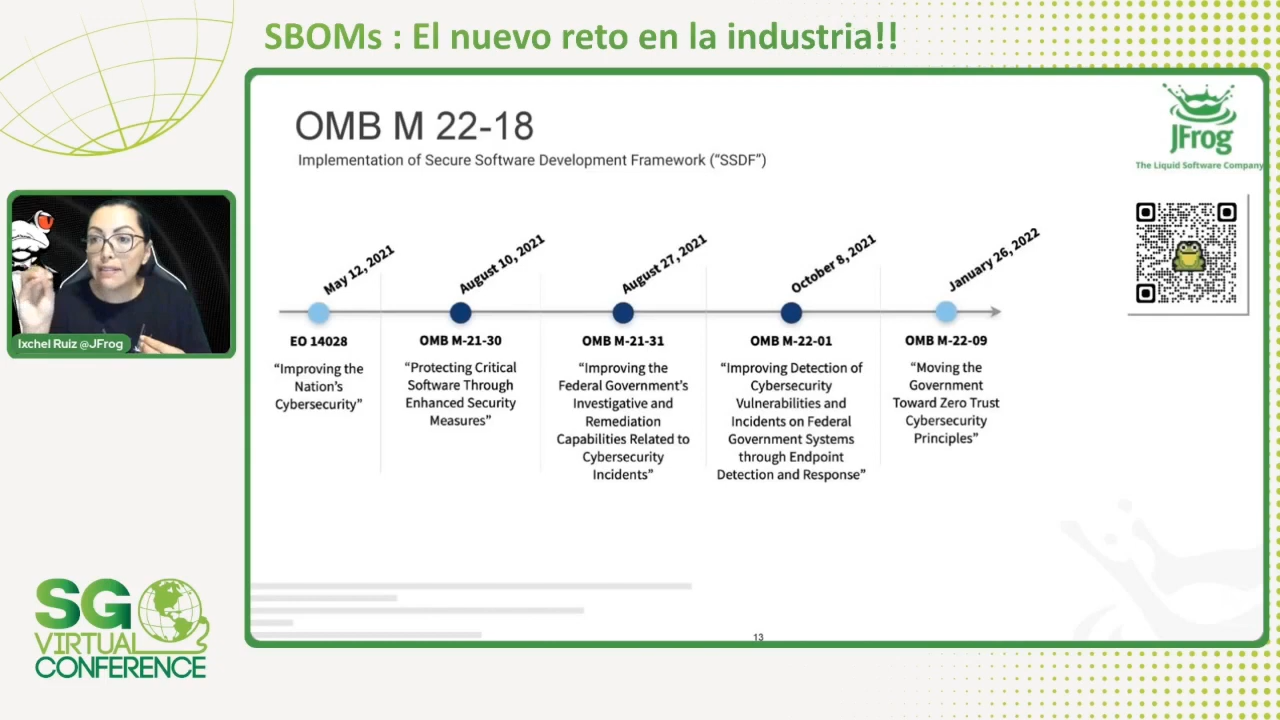 SBOMs : El nuevo reto en la industria!!
OMB M 22-18
Implementation of Secure Software Development Framework (“SSDF”)
JFrog
The Liquid Software Company
May 12, 2021
August 10, 2021
August 27, 2021
October 8, 2021
January 26, 2022
EO 14028
“Improving the
Nation’s
Cybersecurity”
OMB M-21-30
“Protecting Critical
Software Through
Enhanced Security
Measures”
OMB M-21-31
“Improving the
Federal Government’s
Investigative and
Remediation
Capabilities Related to
Cybersecurity
Incidents”
OMB M-22-01
“Improving Detection of
Cybersecurity
Vulnerabilities and
Incidents on Federal
Government Systems
through Endpoint
Detection and Response”
OMB M-22-09
“Moving the
Government
Toward Zero Trust
Cybersecurity
Principles”
Ixchel Ruiz @JFrog
SG
VIRTUAL
CONFERENCE
13